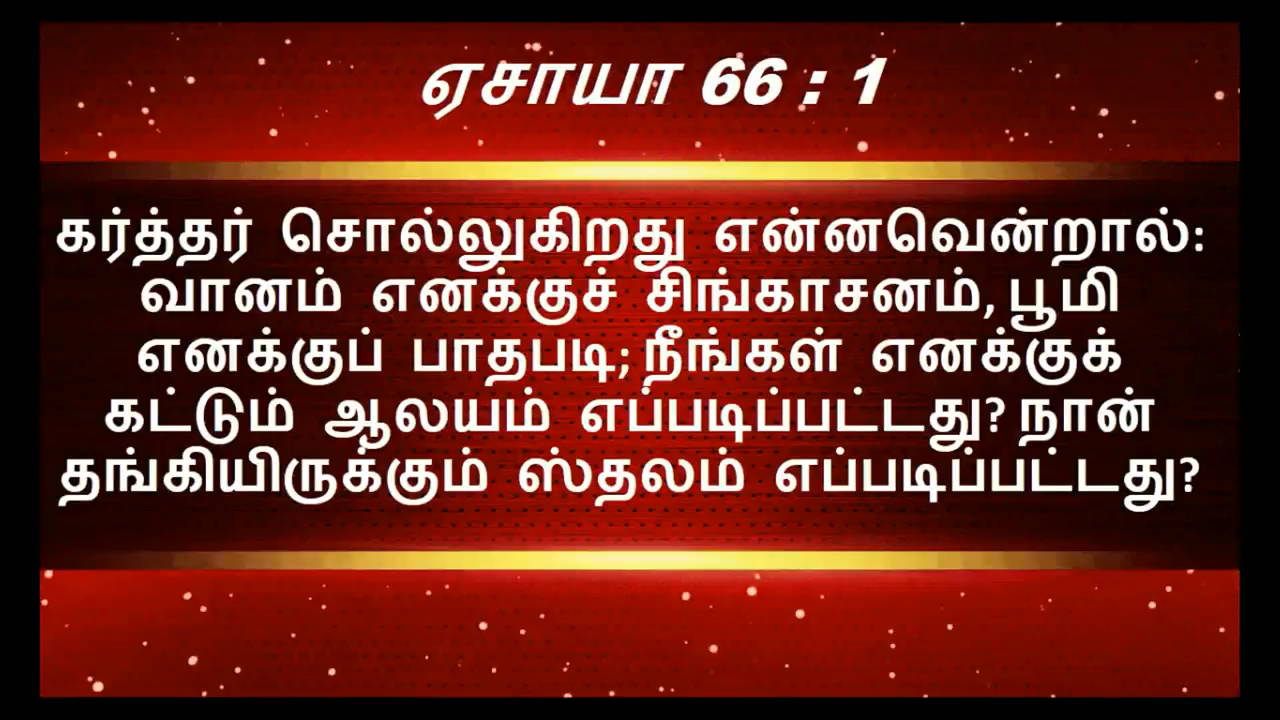 ஏசாயா 66 : 1
கர்த்தர் சொல்லுகிறது என்னவென்றால்:
வானம் எனக்குச் சிங்காசனம், பூமி
எனக்குப் பாதபடி; நீங்கள் எனக்குக்
கட்டும் ஆலயம் எப்படிப்பட்டது? நான்
தங்கியிருக்கும் ஸ்தலம் எப்படிப்பட்டது?